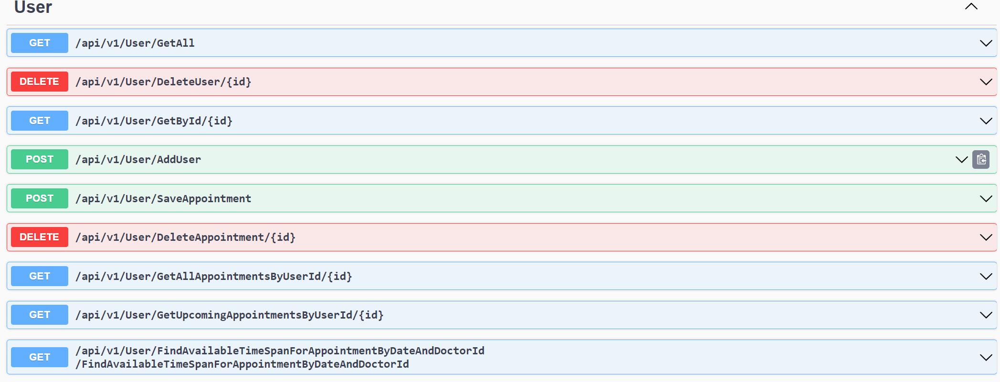 User
GET /api/v1/User/GetAll
DELETE /api/v1/User/DeleteUser/{id}
GET /api/v1/User/GetById/{id}
POST /api/v1/User/AddUser
POST /api/v1/User/SaveAppointment
DELETE /api/v1/User/DeleteAppointment/{id}
GET /api/v1/User/GetAllAppointmentsByUserId/{id}
GET /api/v1/User/GetUpcomingAppointmentsByUserId/{id}
GET /api/v1/User/FindAvailableTimeSpanForAppointmentByDateAndDoctorId
/FindAvailableTimeSpanForAppointmentByDateAndDoctorId